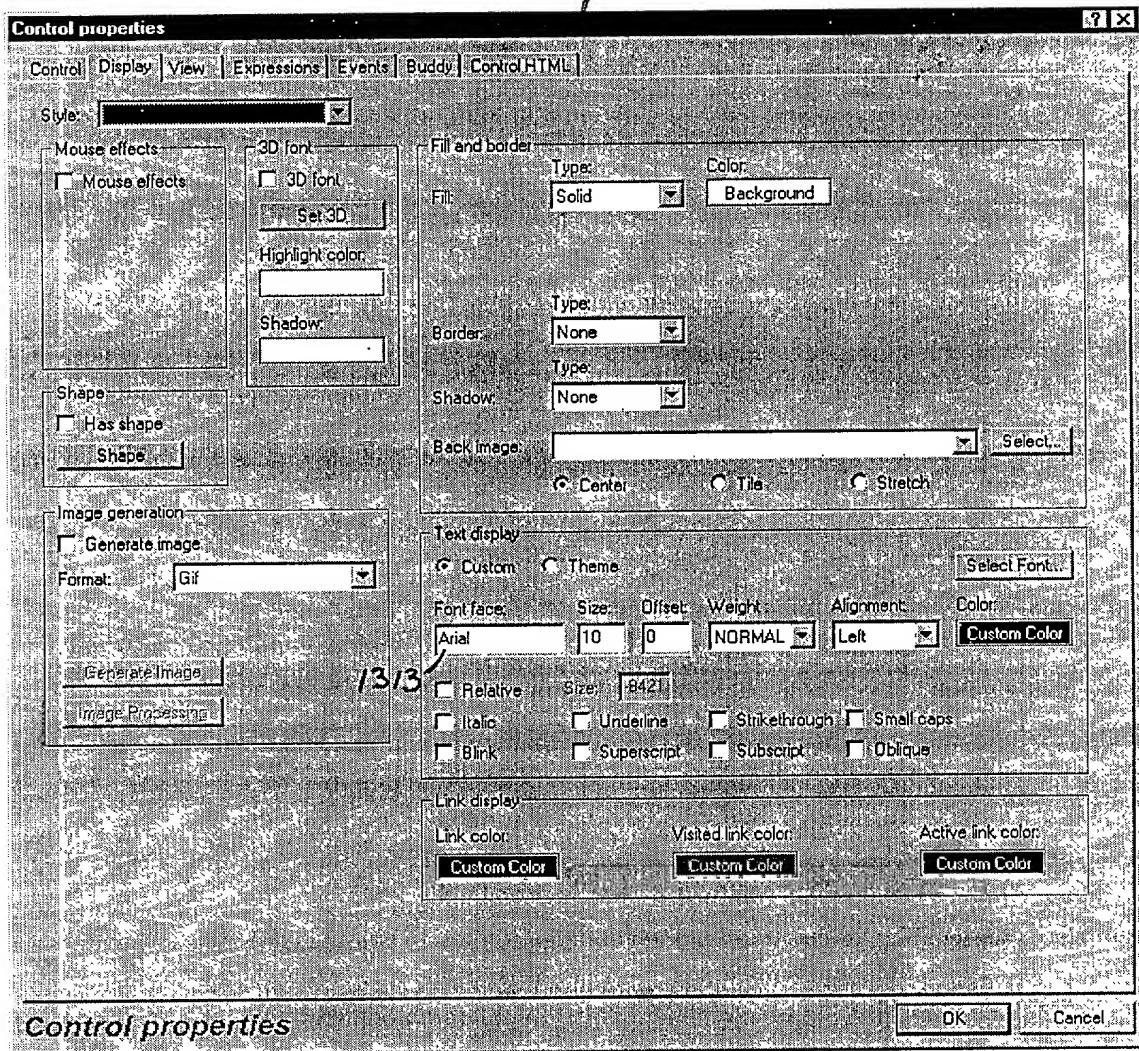 Control properties
Control Display View Expressions Events Buddy Control HTML
Style:
Mouse effects
Mouse effects
3D font
3D font
Set 3D
Highlight color:
Shadow:
Fill and border
Type: Color:
Fill: Solid Background
Type:
Border: None
Type:
Shadow: None
Back image: Select...
Center Tile Stretch
Shape
Has shape
Shape
Image generation
Generate image
Format: Gif
Generate Image
Image Processing
Text display
Custom Theme Select Font...
Font face: Size: Offset: Weight: Alignment: Color:
Arial 10 0 NORMAL Left Custom Color
1313
Relative Size: -8421
Italic Underline Strikethrough Small caps
Blink Superscript Subscript Oblique
Link display
Link color: Visited link color: Active link color:
Custom Color Custom Color Custom Color
Control properties OK Cancel